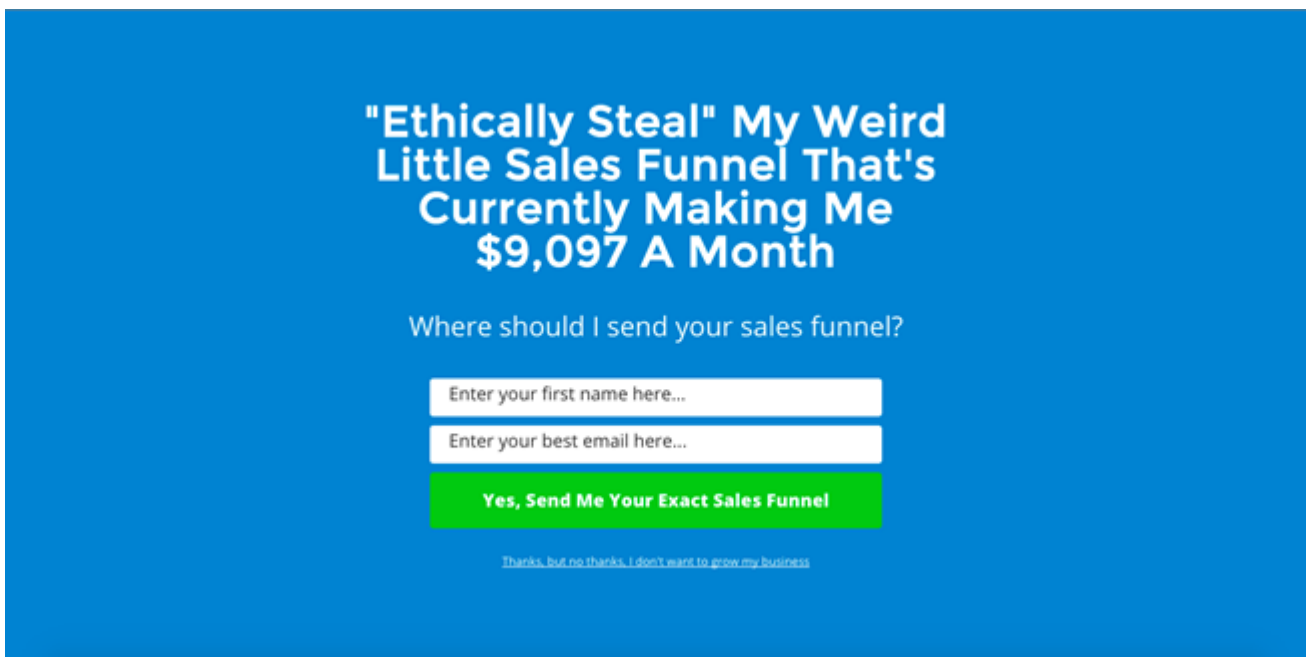 "Ethically Steal" My Weird
Little Sales Funnel That's
Currently Making Me
$9,097 A Month
Where should I send your sales funnel?
Enter your first name here...
Enter your best email here...
Yes, Send Me Your Exact Sales Funnel
Thanks, but no thanks, I don't want to grow my business